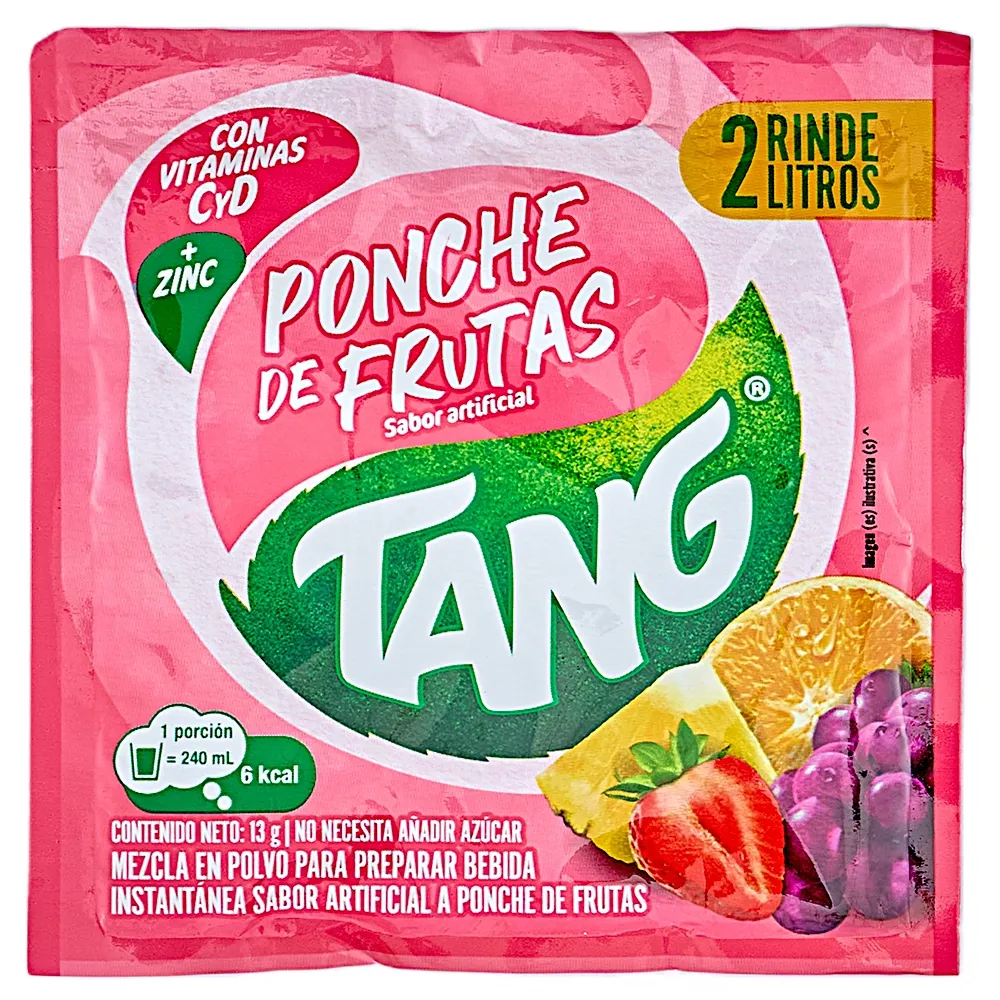 CON
VITAMINAS
CyD
+
ZINC
2 RINDE
LITROS
PONCHE
DE FRUTAS
Sabor artificial
TANG®
Imagen (es) ilustrativa (s) ^
1 porción
= 240 mL
6 kcal
CONTENIDO NETO: 13 g | NO NECESITA AÑADIR AZÚCAR
MEZCLA EN POLVO PARA PREPARAR BEBIDA
INSTANTÁNEA SABOR ARTIFICIAL A PONCHE DE FRUTAS